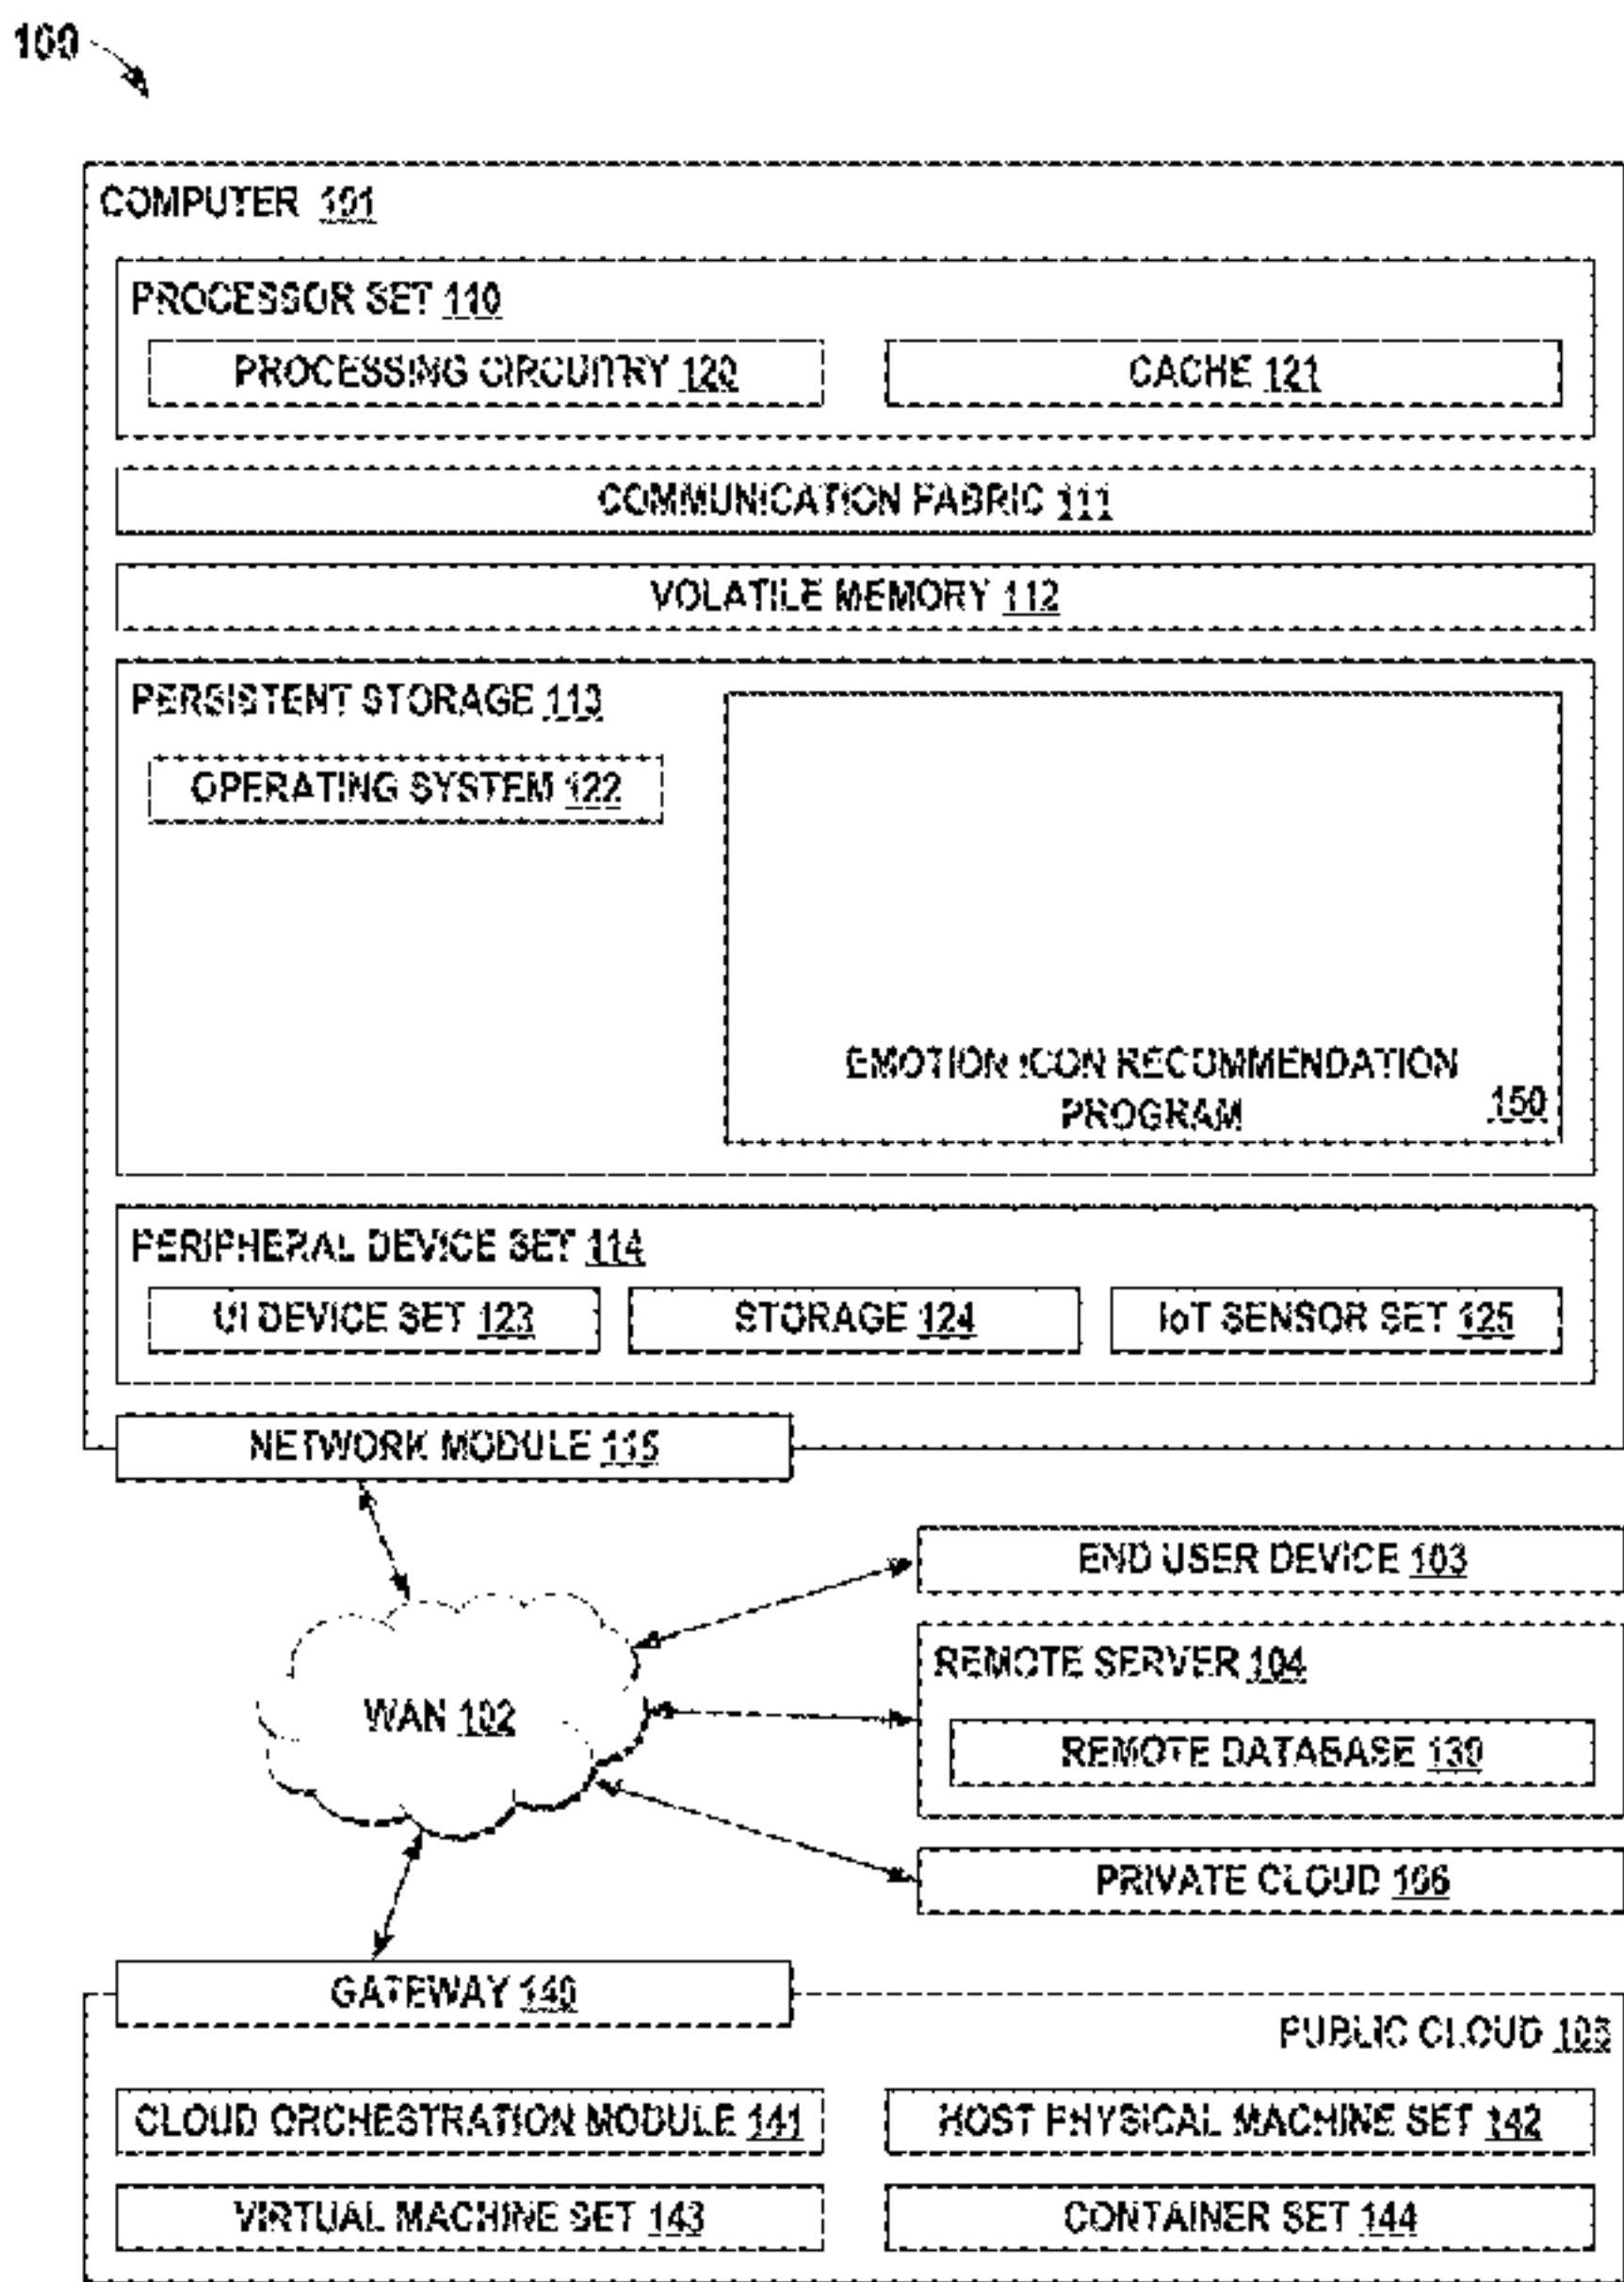 100
COMPUTER 101
PROCESSOR SET 110
PROCESSING CIRCUITRY 120
CACHE 121
COMMUNICATION FABRIC 111
VOLATILE MEMORY 112
PERSISTENT STORAGE 113
OPERATING SYSTEM 122
EMOTION ICON RECOMMENDATION
PROGRAM
150
PERIPHERAL DEVICE SET 114
UI DEVICE SET 123
STORAGE 124
IoT SENSOR SET 125
NETWORK MODULE 115
END USER DEVICE 103
REMOTE SERVER 104
WAN 102
REMOTE DATABASE 130
PRIVATE CLOUD 106
GATEWAY 140
PUBLIC CLOUD 105
CLOUD ORCHESTRATION MODULE 141
HOST PHYSICAL MACHINE SET 142
VIRTUAL MACHINE SET 143
CONTAINER SET 144